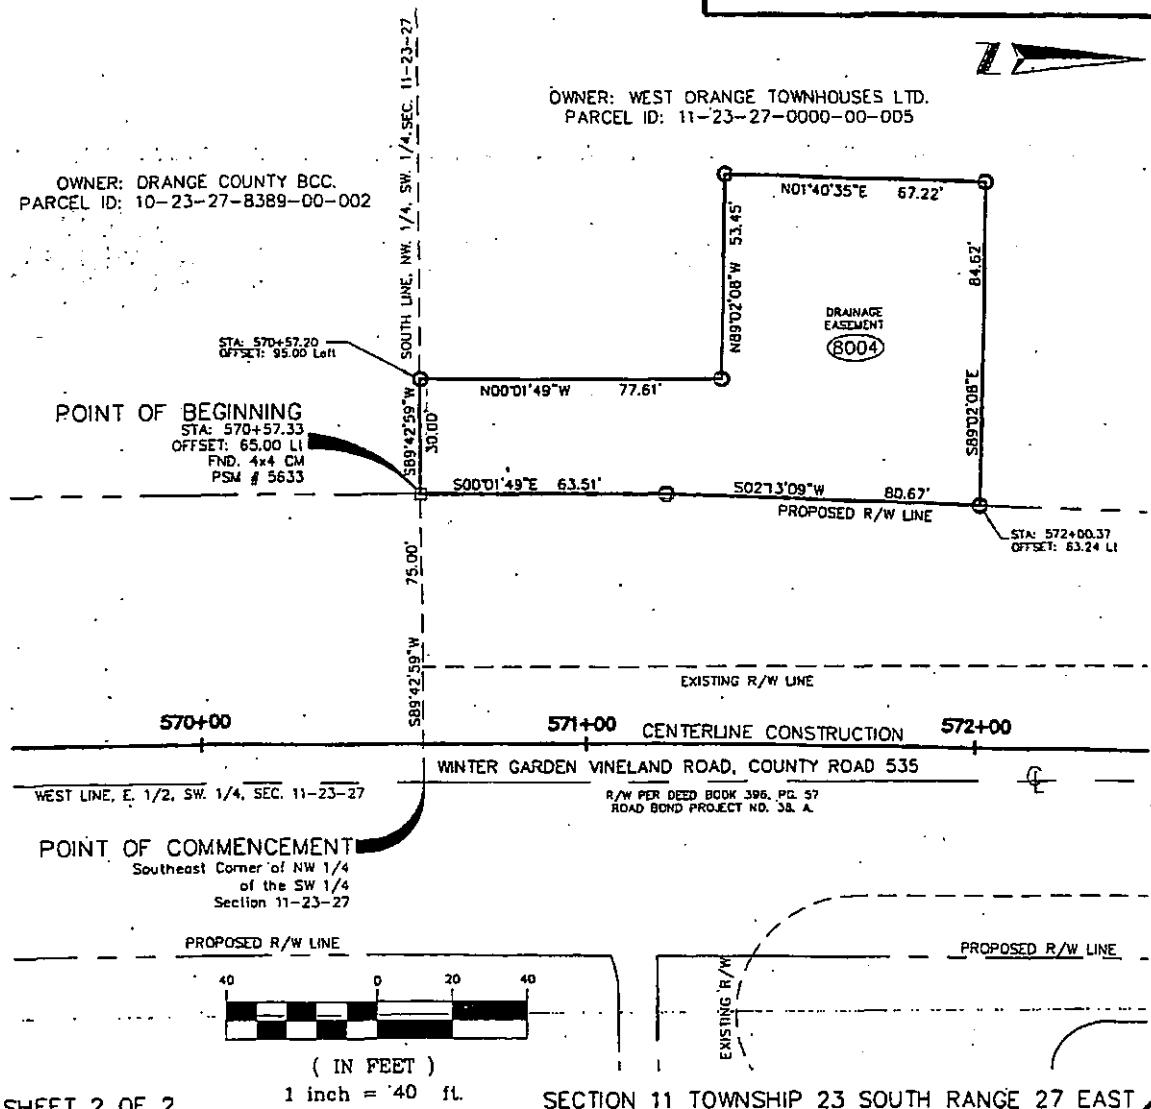 OWNER: WEST ORANGE TOWNHOUSES LTD.
PARCEL ID: 11-23-27-0000-00-005
OWNER: ORANGE COUNTY BCC.
PARCEL ID: 10-23-27-8389-00-002
SOUTH LINE, NW. 1/4, SW. 1/4, SEC. 11-23-27
N01°40'35"E 67.22'
N89°02'08"W 53.45'
84.62'
S89°02'08"E
DRAINAGE
EASEMENT
8004
STA: 570+57.20
OFFSET: 95.00 Left
N00°01'49"W 77.61'
S89°42'59"W
30.00'
POINT OF BEGINNING
STA: 570+57.33
OFFSET: 65.00 Lt
FND. 4x4 CM
PSM # 5633
S00°01'49"E 63.51'
S02°13'09"W 80.67'
PROPOSED R/W LINE
STA: 572+00.37
OFFSET: 63.24 Lt
75.00'
S89°42'59"W
EXISTING R/W LINE
570+00
571+00
CENTERLINE CONSTRUCTION
572+00
WINTER GARDEN VINELAND ROAD, COUNTY ROAD 535
WEST LINE, E. 1/2, SW. 1/4, SEC. 11-23-27
R/W PER DEED BOOK 396, PG. 57
ROAD BOND PROJECT NO. 38, A.
POINT OF COMMENCEMENT
Southeast Corner of NW 1/4
of the SW 1/4
Section 11-23-27
PROPOSED R/W LINE
PROPOSED R/W LINE
EXISTING R/W
40 0 20 40
( IN FEET )
1 inch = 40 ft.
SHEET 2 OF 2
SECTION 11 TOWNSHIP 23 SOUTH RANGE 27 EAST